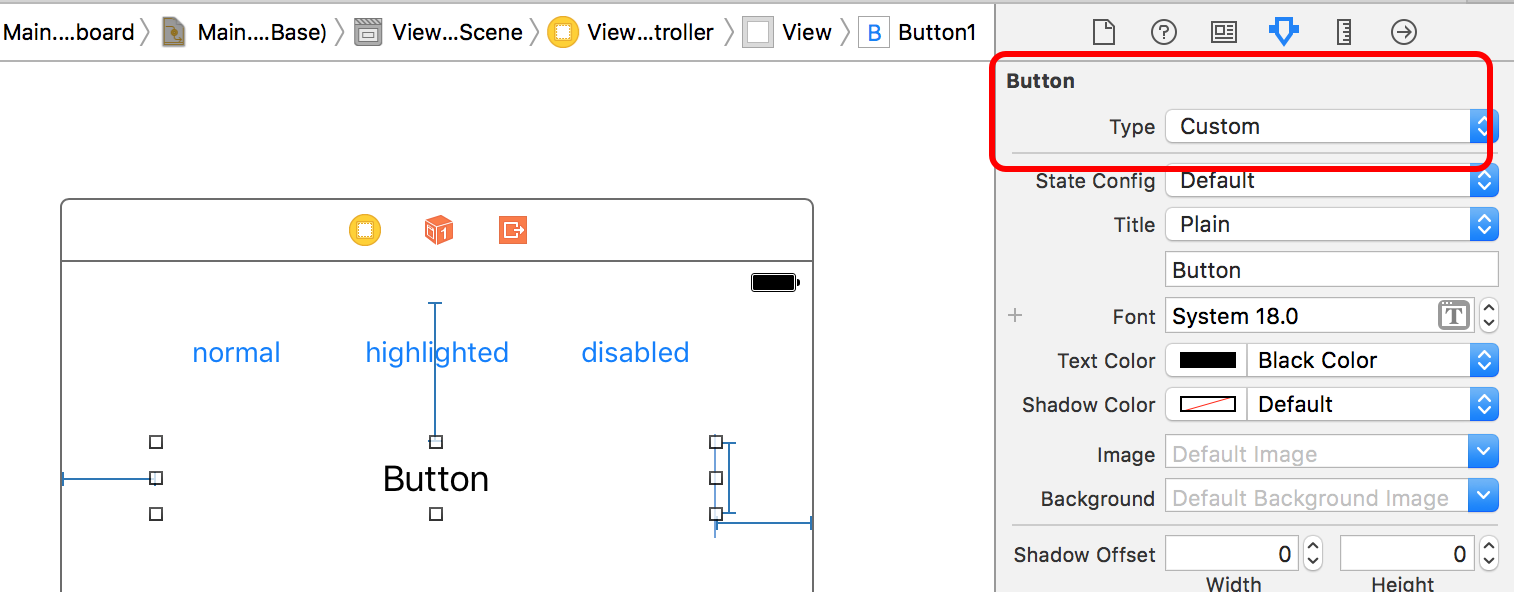 Main....board Main....Base) View...Scene View...troller View B Button1
Button
Type Custom
State Config Default
Title Plain
Button
Font System 18.0 T
Text Color Black Color
Shadow Color Default
Image Default Image
Background Default Background Image
Shadow Offset 0 0
Width Height
1
normal highlighted disabled
Button